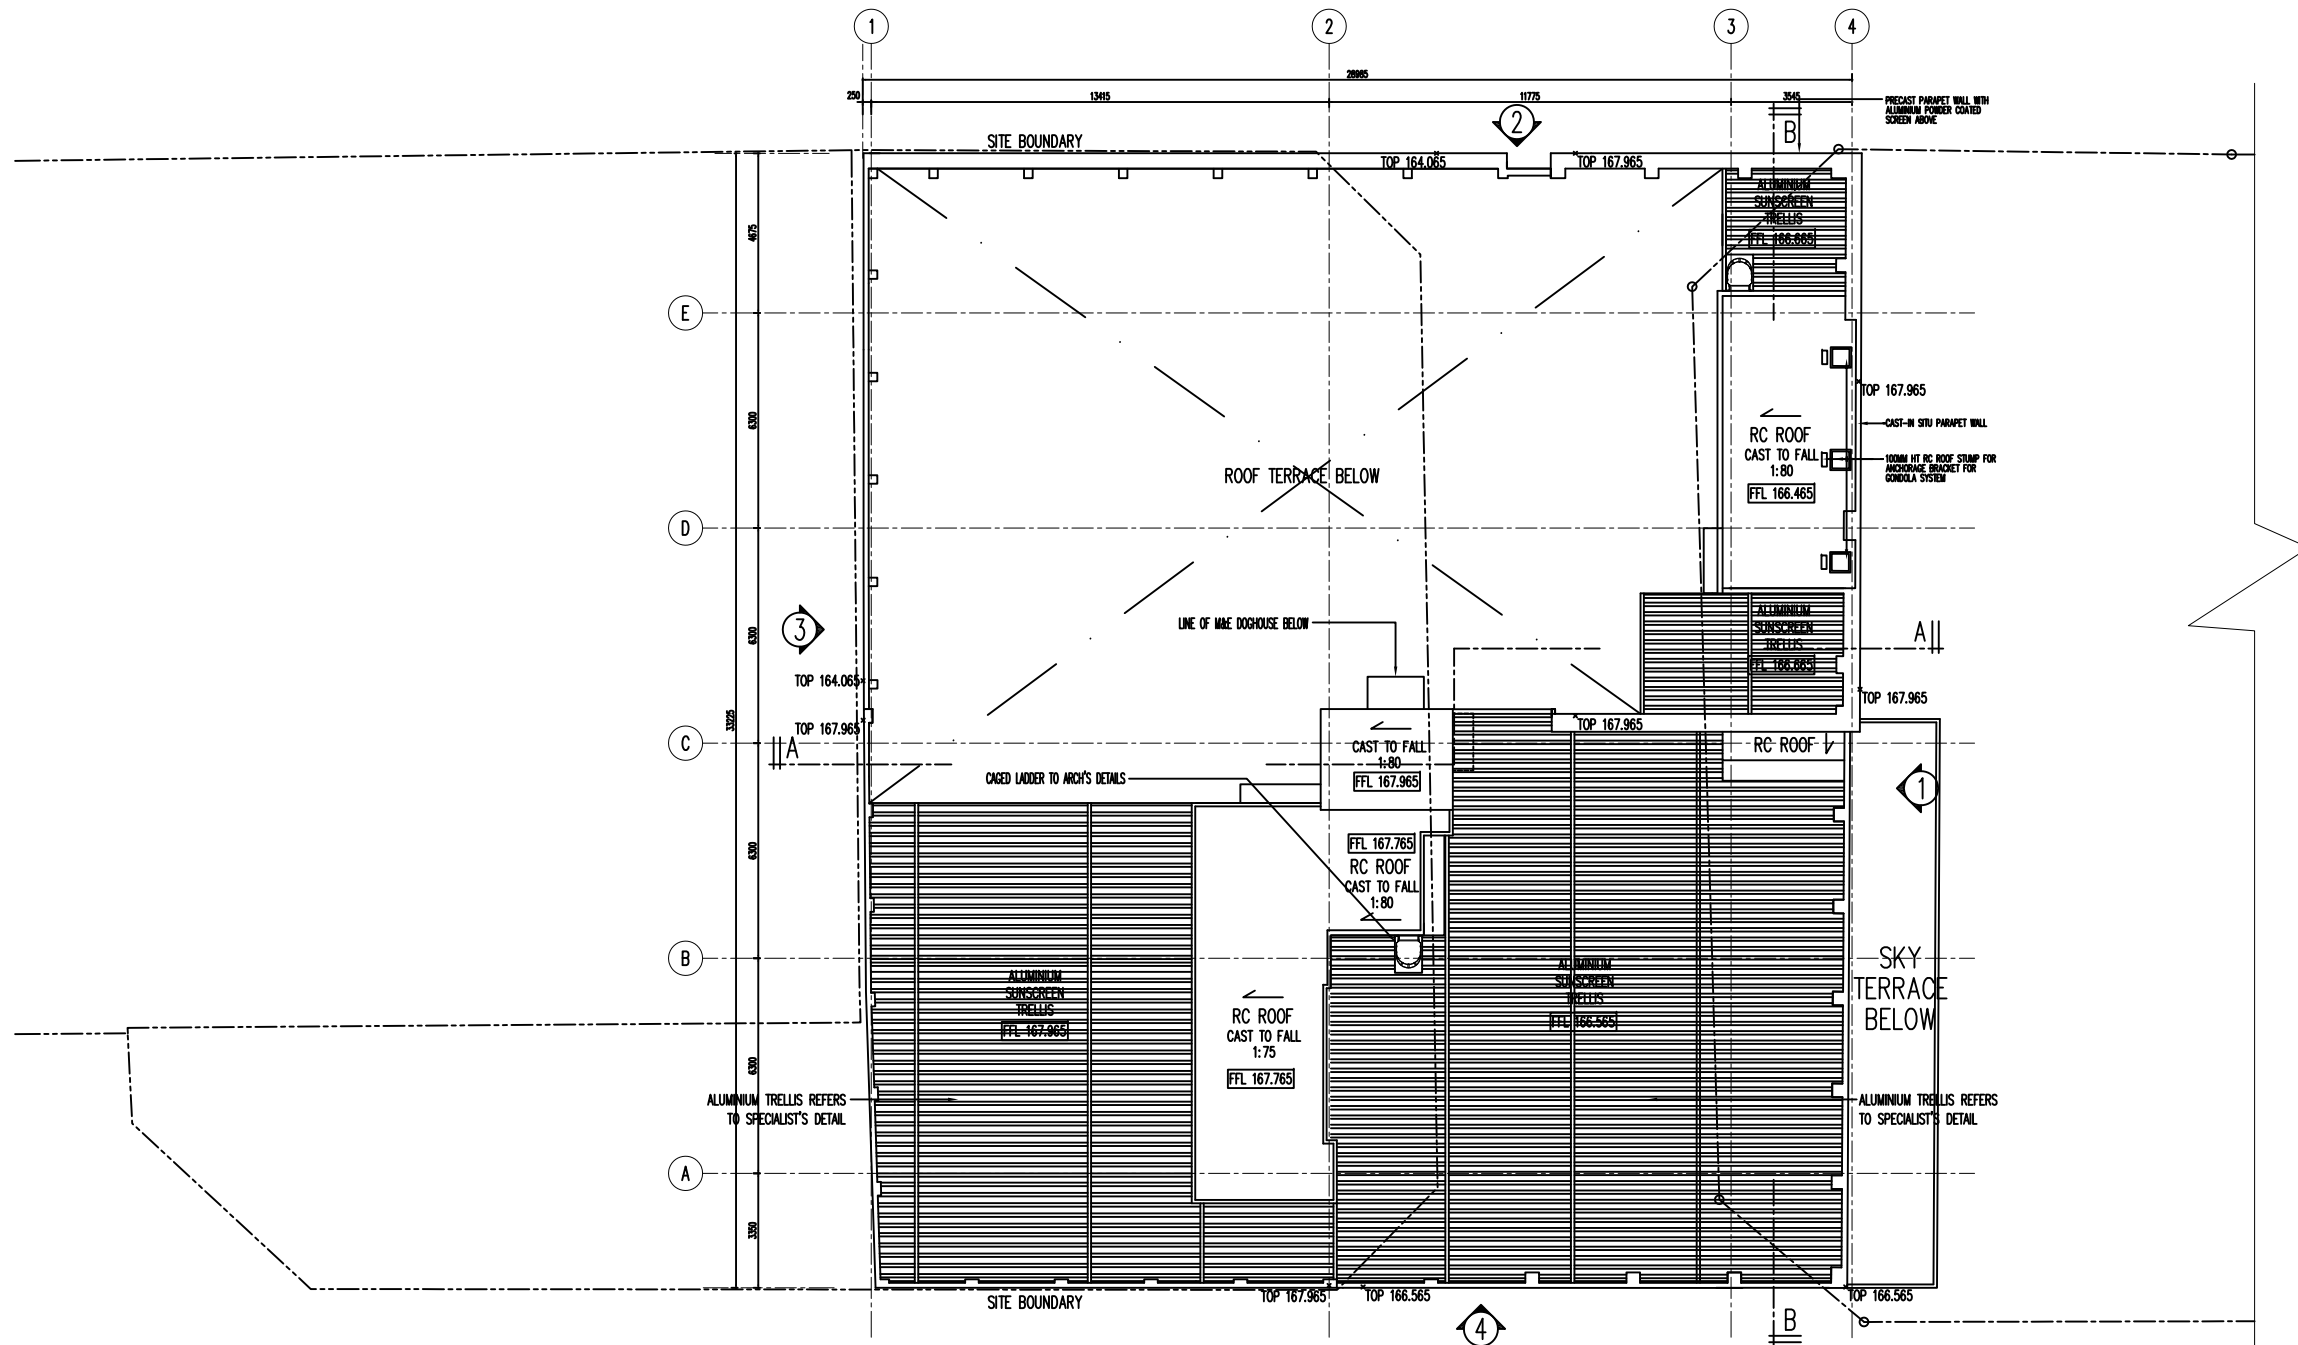 1
2
3
4
28985
250
13415
11775
3545
PRECAST PARAPET WALL WITH
ALUMINIUM POWDER COATED
SCREEN ABOVE
2
B
SITE BOUNDARY
TOP 164.065
TOP 167.965
ALUMINIUM
SUNSCREEN
TRELLIS
FFL 166.665
4675
E
TOP 167.965
6300
CAST-IN SITU PARAPET WALL
RC ROOF
CAST TO FALL
1:80
FFL 166.465
100MM HT RC ROOF STUMP FOR
ANCHORAGE BRACKET FOR
GONDOLA SYSTEM
ROOF TERRACE BELOW
D
ALUMINIUM
SUNSCREEN
TRELLIS
FFL 166.665
LINE OF M&E DOGHOUSE BELOW
3
6300
A
TOP 164.065
TOP 167.965
TOP 167.965
TOP 167.965
33225
C
A
CAST TO FALL
1:80
FFL 167.965
RC ROOF
CAGED LADDER TO ARCH'S DETAILS
1
6300
FFL 167.765
RC ROOF
CAST TO FALL
1:80
B
ALUMINIUM
SUNSCREEN
TRELLIS
FFL 167.965
ALUMINIUM
SUNSCREEN
TRELLIS
FFL 166.565
SKY
TERRACE
BELOW
RC ROOF
CAST TO FALL
1:75
FFL 167.765
6300
ALUMINIUM TRELLIS REFERS
TO SPECIALIST'S DETAIL
ALUMINIUM TRELLIS REFERS
TO SPECIALIST'S DETAIL
A
3350
SITE BOUNDARY
TOP 167.965
TOP 166.565
TOP 166.565
4
B